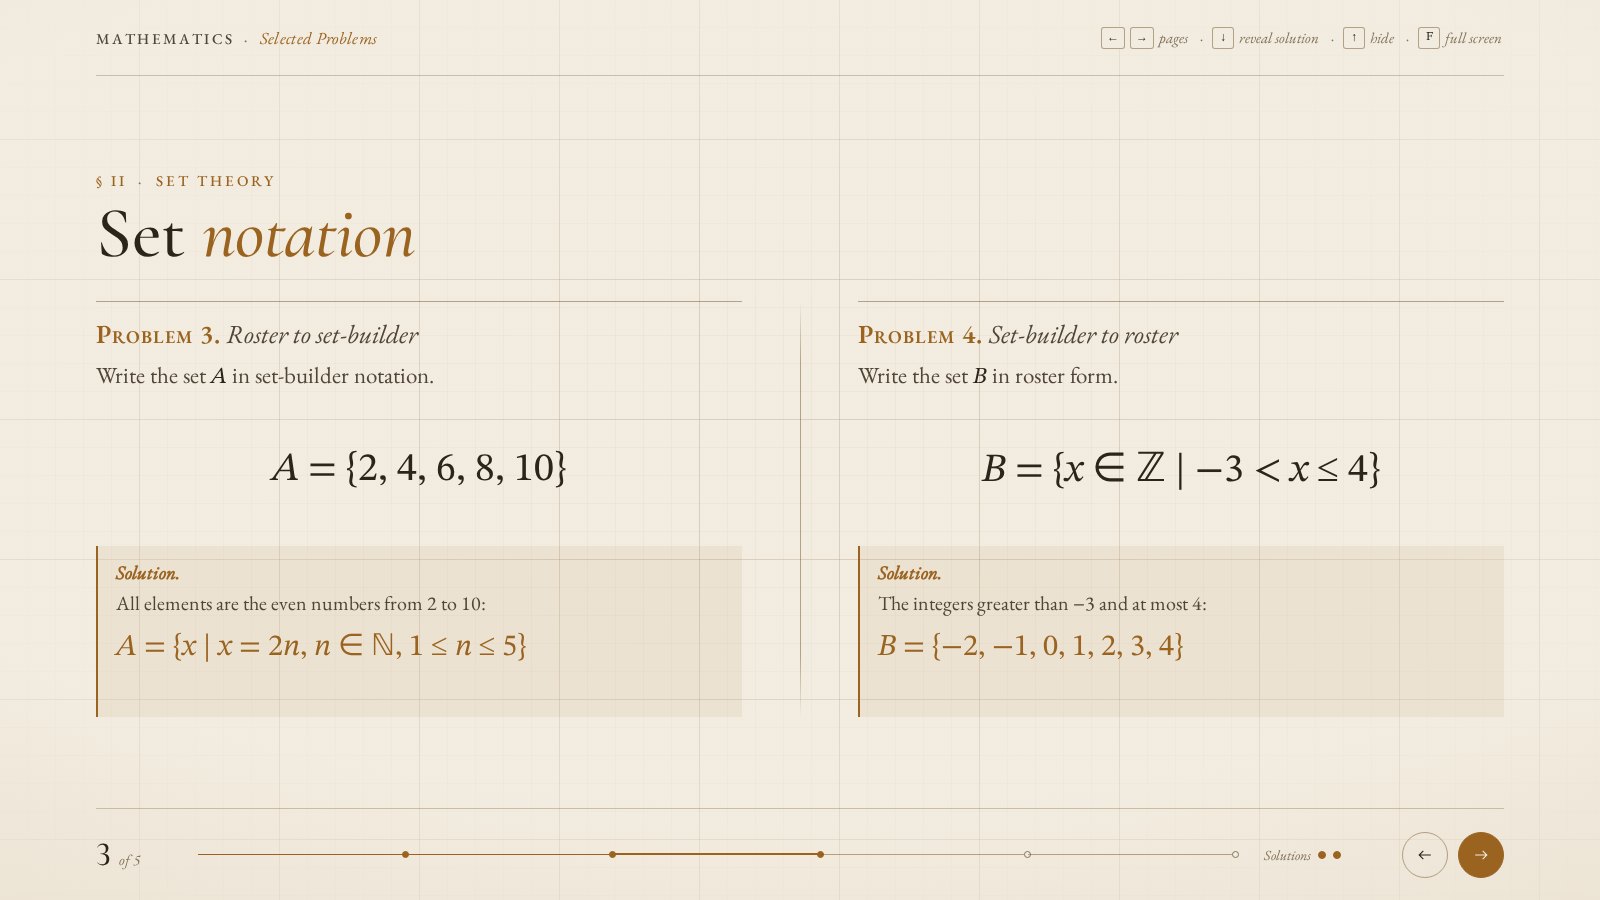 MATHEMATICS · Selected Problems
← → pages · ↓ reveal solution · ↑ hide · F full screen
§ II · SET THEORY
Set notation
PROBLEM 3. Roster to set-builder
Write the set A in set-builder notation.
A = {2, 4, 6, 8, 10}
Solution.
All elements are the even numbers from 2 to 10:
A = {x | x = 2n, n ∈ ℕ, 1 ≤ n ≤ 5}
PROBLEM 4. Set-builder to roster
Write the set B in roster form.
B = {x ∈ ℤ | −3 < x ≤ 4}
Solution.
The integers greater than −3 and at most 4:
B = {−2, −1, 0, 1, 2, 3, 4}
3 of 5
Solutions
← →